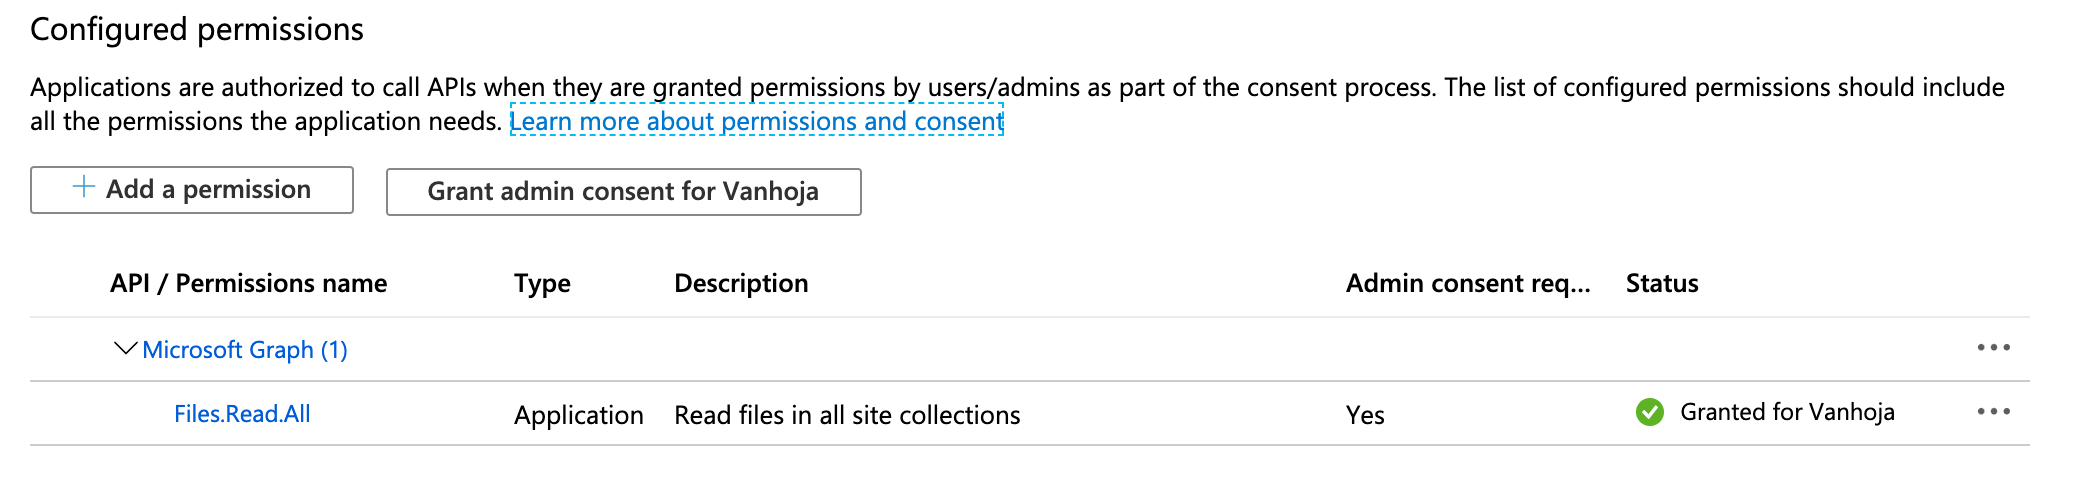 Configured permissions
Applications are authorized to call APIs when they are granted permissions by users/admins as part of the consent process. The list of configured permissions should include
all the permissions the application needs. Learn more about permissions and consent
+ Add a permission Grant admin consent for Vanhoja
API / Permissions name Type Description Admin consent req... Status
Microsoft Graph (1)
Files.Read.All Application Read files in all site collections Yes Granted for Vanhoja